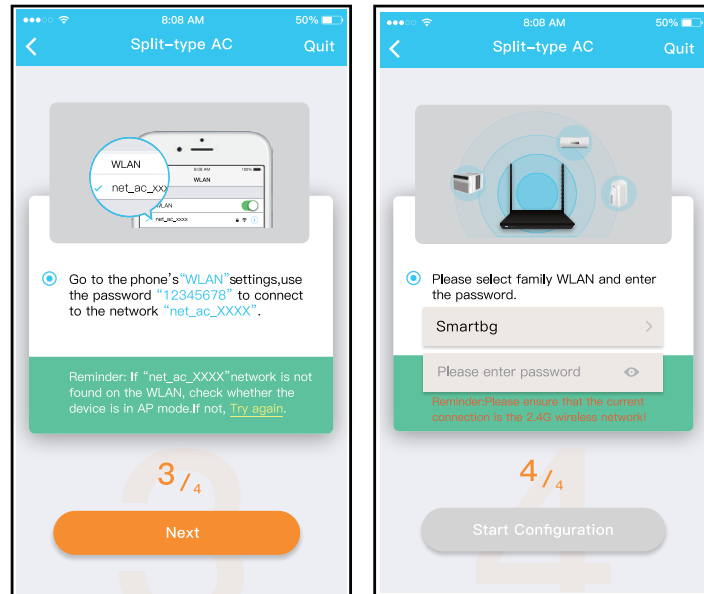 8:08 AM
50%
Split-type AC
Quit
WLAN
net_ac_xxx
8:08 AM
100%
WLAN
WLAN
net_ac_xxxx
Go to the phone's"WLAN"settings,use
the password "12345678" to connect
to the network "net_ac_XXXX".
Reminder: If "net_ac_XXXX"network is not
found on the WLAN, check whether the
device is in AP mode.If not, Try again.
3/4
Next
8:08 AM
50%
Split-type AC
Quit
Please select family WLAN and enter
the password.
Smartbg
Please enter password
Reminder:Please ensure that the current
connection is the 2.4G wireless network!
4/4
Start Configuration